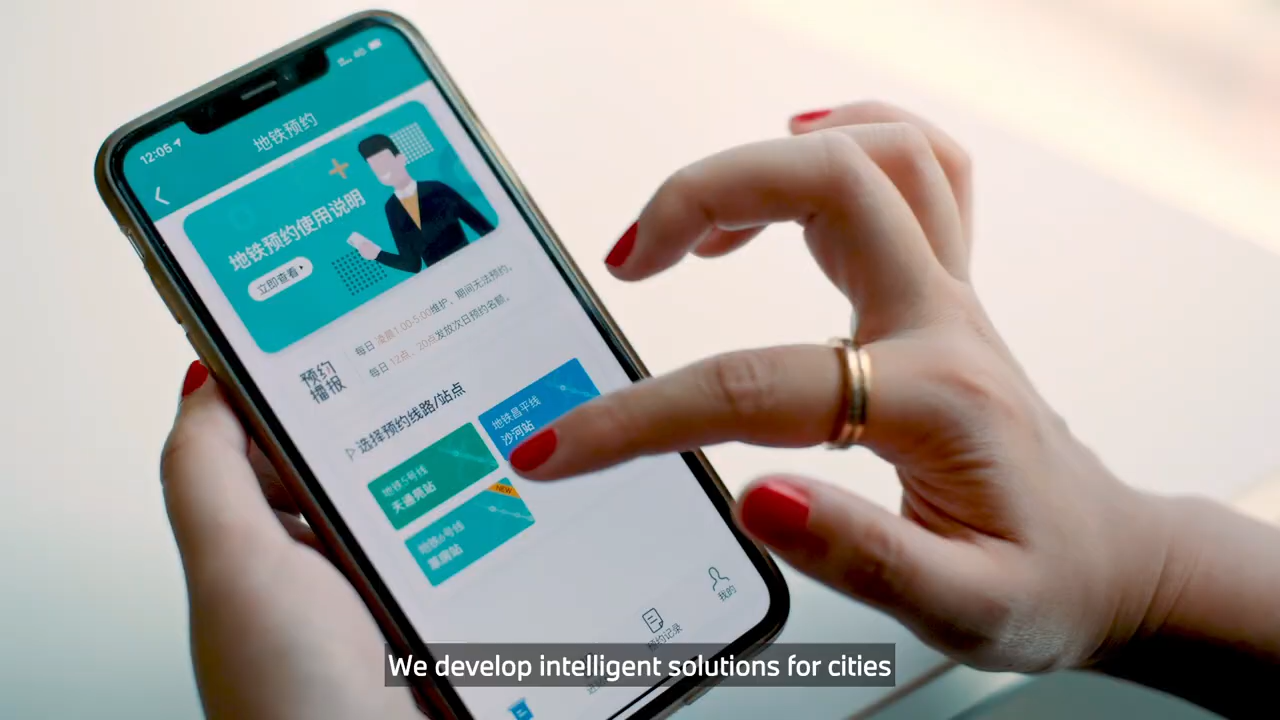 12:05
4G
地铁预约
地铁预约使用说明
立即查看
预约
播报
每日 凌晨1:00-5:00维护，期间无法预约。
每日 12点、20点发放次日预约名额。
选择预约线路/站点
地铁5号线
天通苑站
地铁昌平线
沙河站
NEW
地铁6号线
草房站
预约记录
我的
We develop intelligent solutions for cities